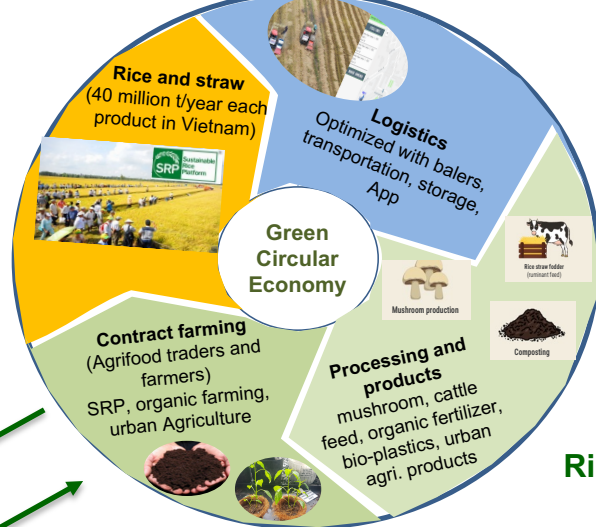 Rice and straw
(40 million t/year each
product in Vietnam)
SRP
Sustainable
Rice
Platform
Logistics
Optimized with balers,
transportation, storage,
App
Green
Circular
Economy
Rice straw fodder
(ruminant feed)
Mushroom production
Composting
Contract farming
(Agrifood traders and
farmers)
SRP, organic farming,
urban Agriculture
Processing and
products
mushroom, cattle
feed, organic fertilizer,
bio-plastics, urban
agri. products
Ri